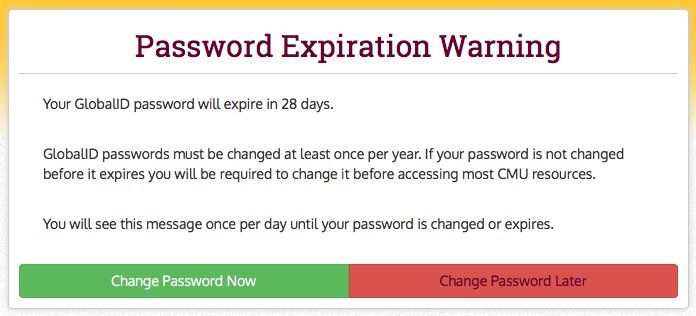 Password Expiration Warning
Your GlobalID password will expire in 28 days.
GlobalID passwords must be changed at least once per year. If your password is not changed
before it expires you will be required to change it before accessing most CMU resources.
You will see this message once per day until your password is changed or expires.
Change Password Now
Change Password Later